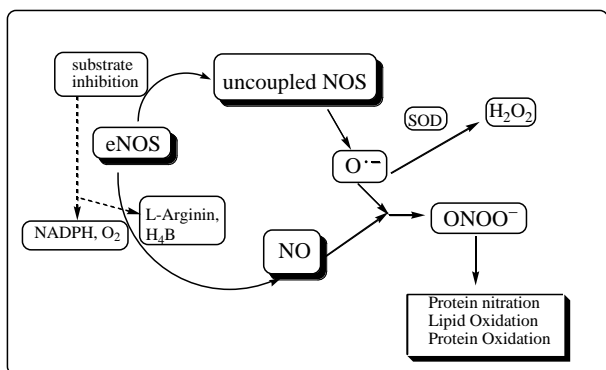 substrate
inhibition
uncoupled NOS
SOD
H₂O₂
eNOS
O·−
L-Arginin,
H₄B
NADPH, O₂
NO
ONOO−
Protein nitration
Lipid Oxidation
Protein Oxidation